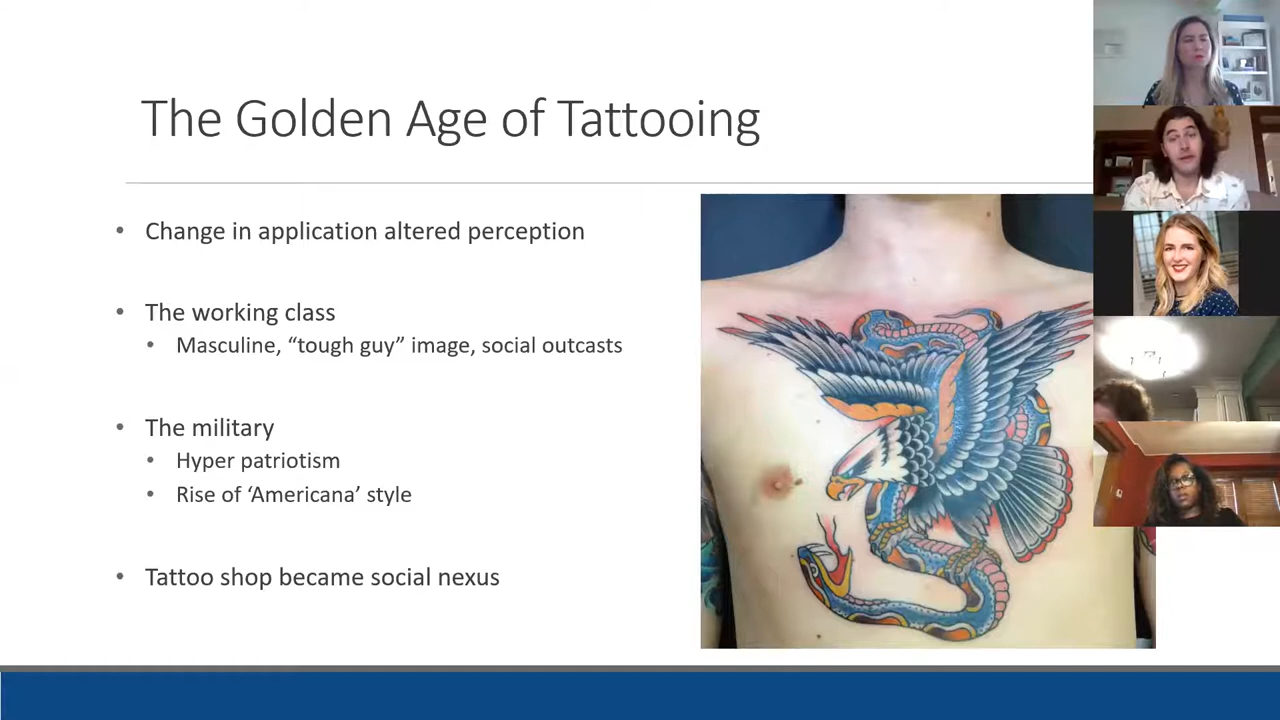 The Golden Age of Tattooing
• Change in application altered perception
• The working class
• Masculine, “tough guy” image, social outcasts
• The military
• Hyper patriotism
• Rise of ‘Americana’ style
• Tattoo shop became social nexus